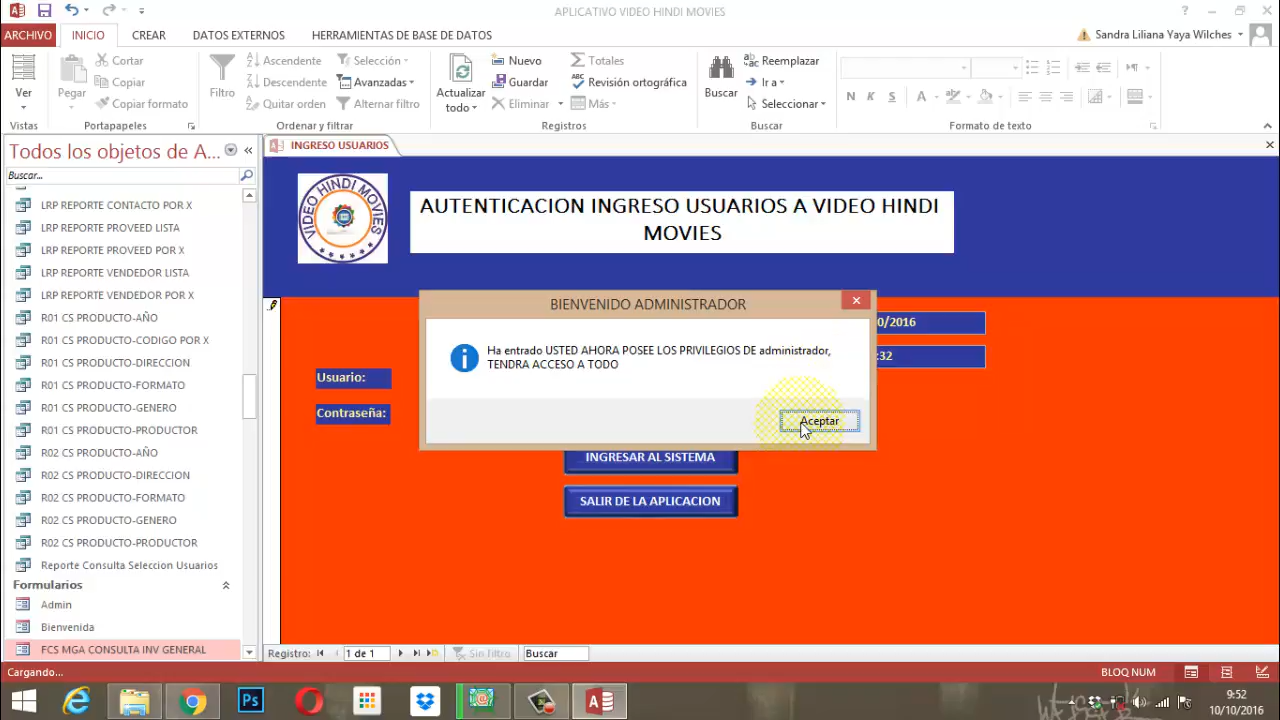 APLICATIVO VIDEO HINDI MOVIES
ARCHIVO INICIO CREAR DATOS EXTERNOS HERRAMIENTAS DE BASE DE DATOS Sandra Liliana Yaya Wilches
Ver
Vistas
Pegar
Cortar
Copiar
Copiar formato
Portapapeles
Filtro
Ascendente
Descendente
Quitar orden
Selección
Avanzadas
Alternar filtro
Ordenar y filtrar
Actualizar
todo
Nuevo
Guardar
Eliminar
Totales
Revisión ortográfica
Más
Registros
Buscar
Reemplazar
Ir a
Seleccionar
Buscar
N K S A
Formato de texto
Todos los objetos de A...
Buscar...
LRP REPORTE CONTACTO POR X
LRP REPORTE PROVEED LISTA
LRP REPORTE PROVEED POR X
LRP REPORTE VENDEDOR LISTA
LRP REPORTE VENDEDOR POR X
R01 CS PRODUCTO-AÑO
R01 CS PRODUCTO-CODIGO POR X
R01 CS PRODUCTO-DIRECCION
R01 CS PRODUCTO-FORMATO
R01 CS PRODUCTO-GENERO
R01 CS PRODUCTO-PRODUCTOR
R02 CS PRODUCTO-AÑO
R02 CS PRODUCTO-DIRECCION
R02 CS PRODUCTO-FORMATO
R02 CS PRODUCTO-GENERO
R02 CS PRODUCTO-PRODUCTOR
Reporte Consulta Seleccion Usuarios
Formularios
Admin
Bienvenida
FCS MGA CONSULTA INV GENERAL
INGRESO USUARIOS
VIDEO HINDI MOVIES
AUTENTICACION INGRESO USUARIOS A VIDEO HINDI
MOVIES
0/2016
:32
Usuario:
Contraseña:
BIENVENIDO ADMINISTRADOR
Ha entrado USTED AHORA POSEE LOS PRIVILEGIOS DE administrador,
TENDRA ACCESO A TODO
Aceptar
INGRESAR AL SISTEMA
SALIR DE LA APLICACION
Registro: 1 de 1 Sin filtro Buscar
Cargando... BLOQ NUM
Ps
9:52
10/10/2016